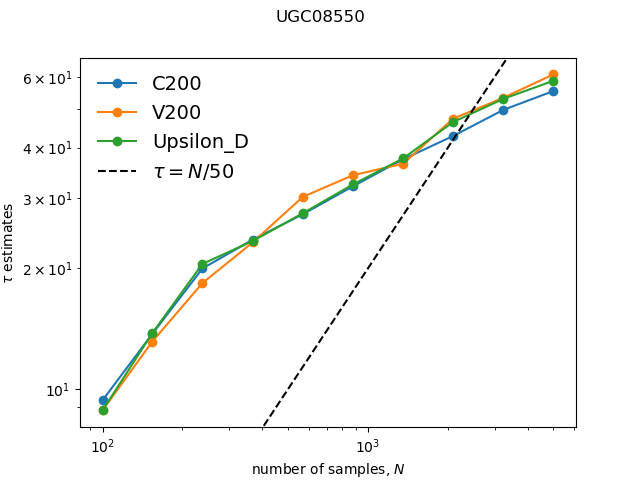 UGC08550
C200
V200
Upsilon_D
τ = N/50
6 × 10¹
4 × 10¹
3 × 10¹
2 × 10¹
10¹
τ estimates
10² 10³
number of samples, N